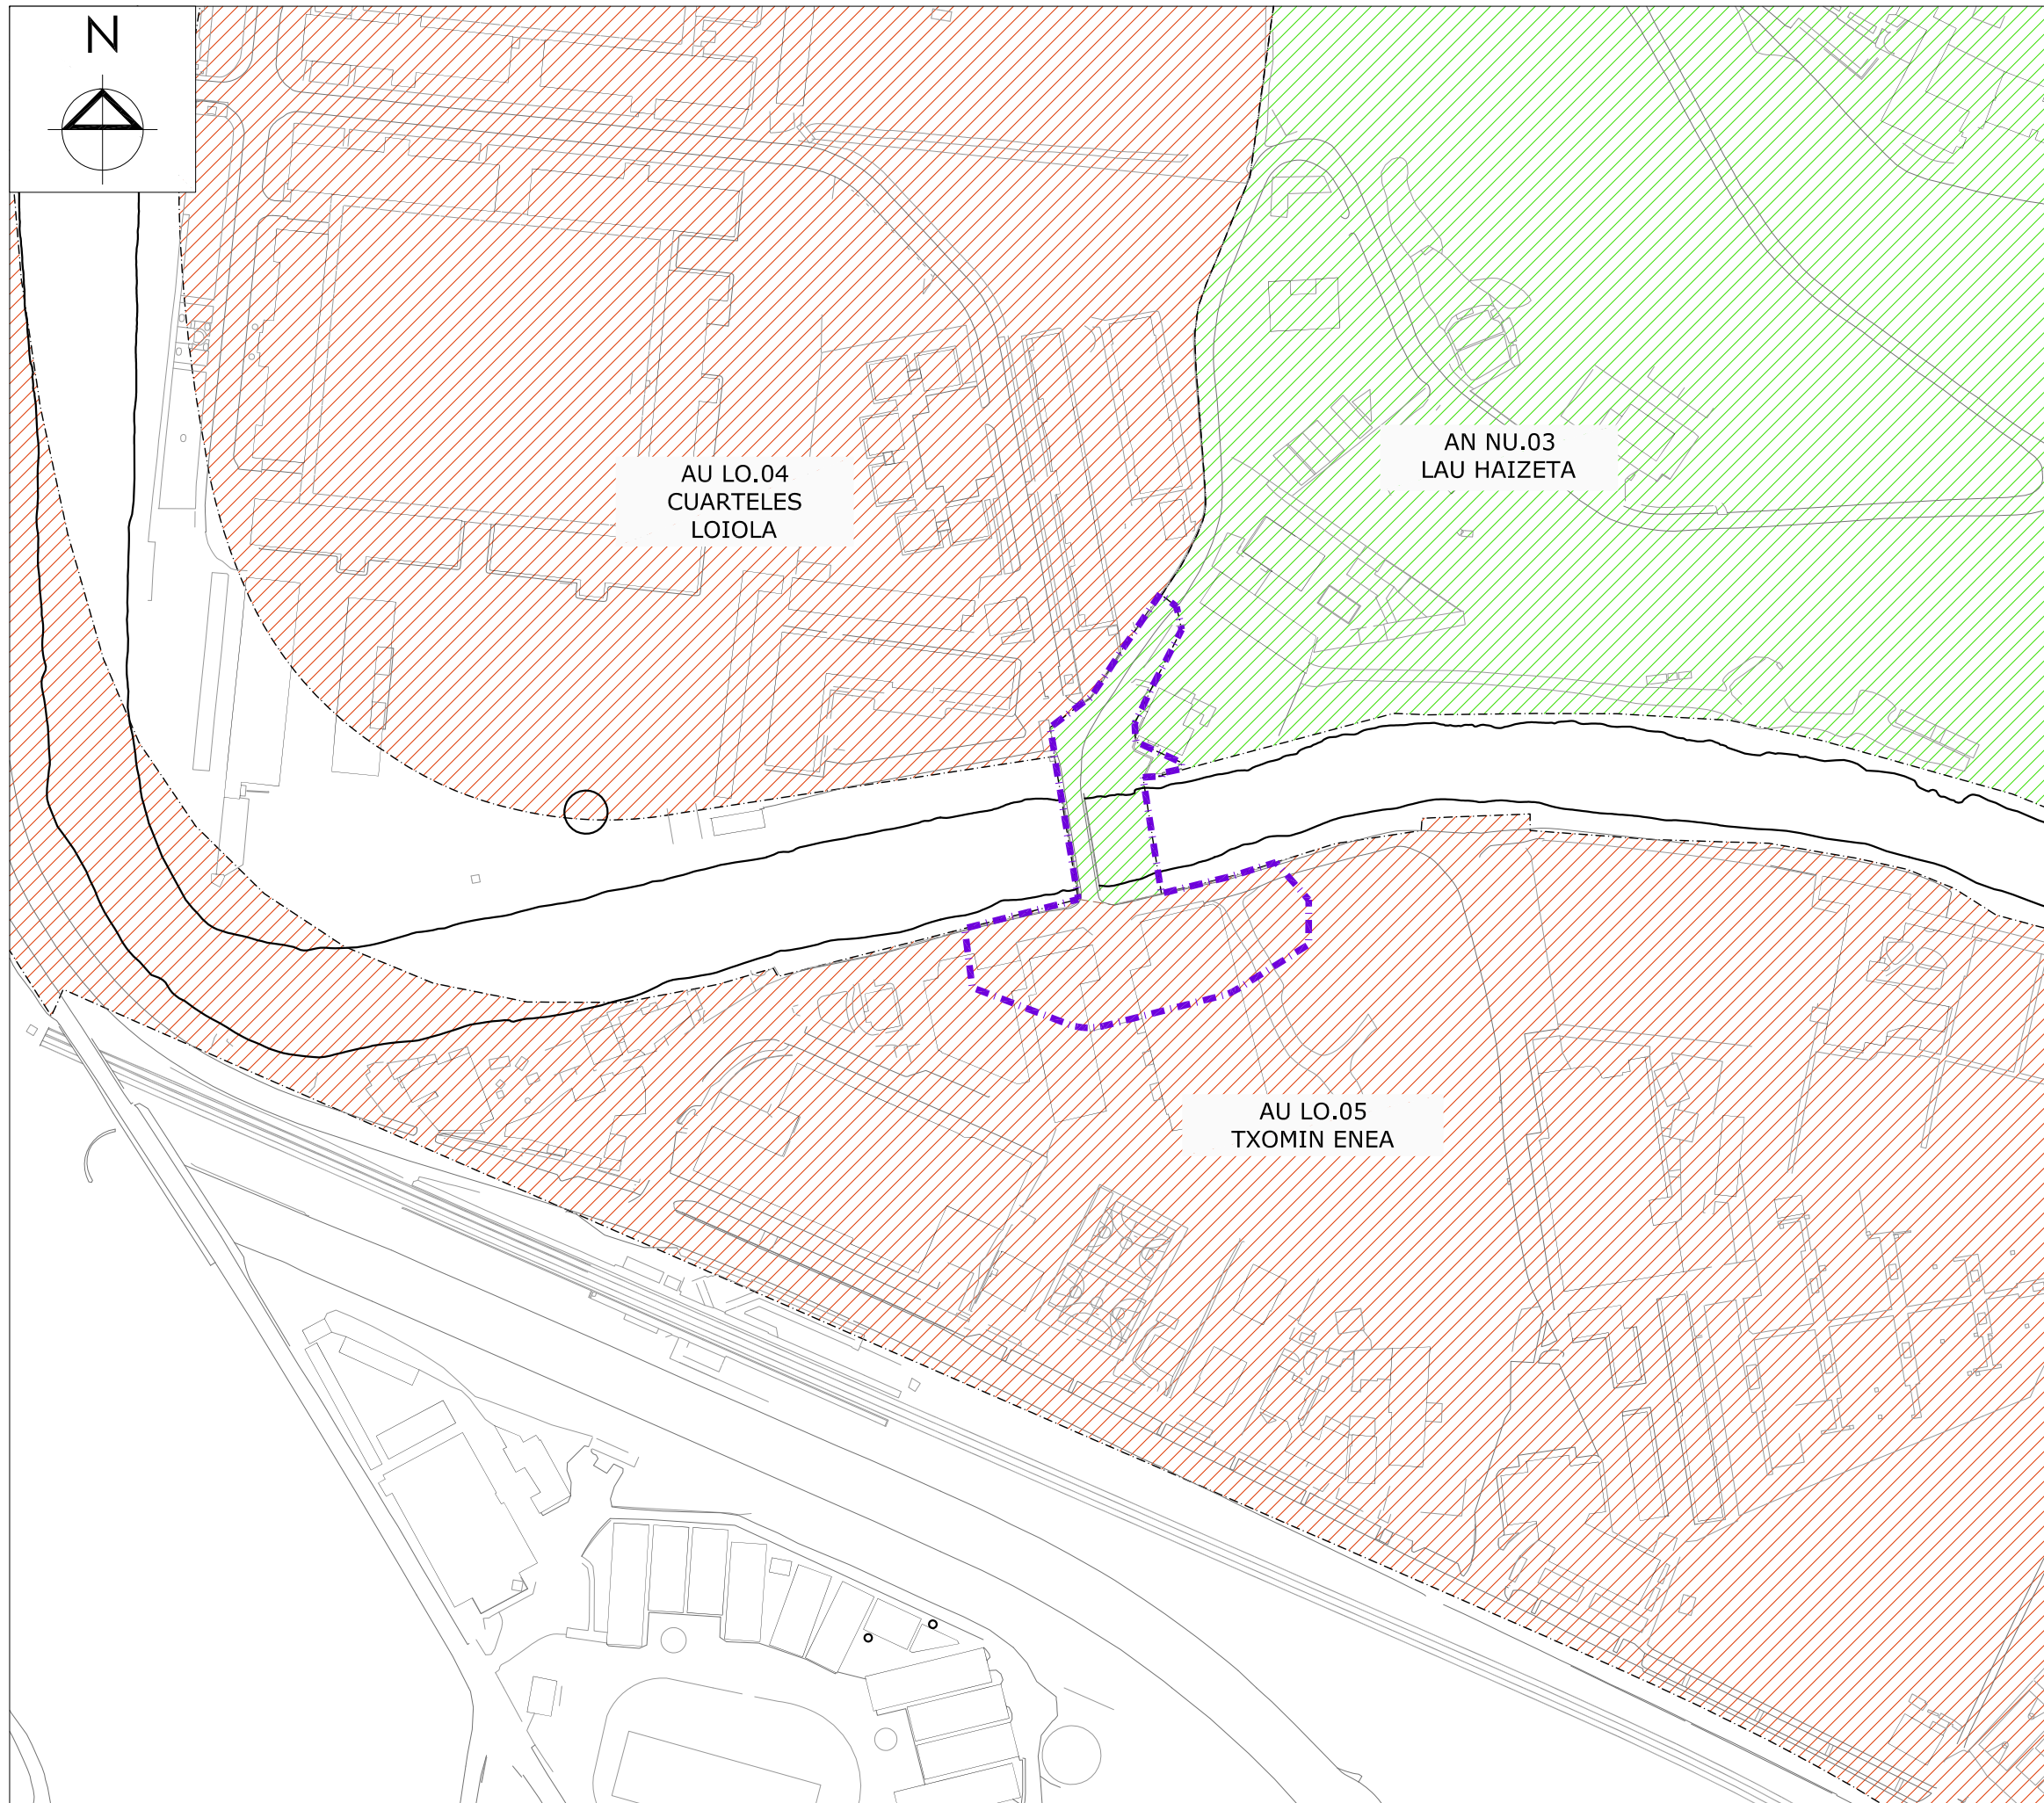 N
AN NU.03
LAU HAIZETA
AU LO.04
CUARTELES
LOIOLA
AU LO.05
TXOMIN ENEA